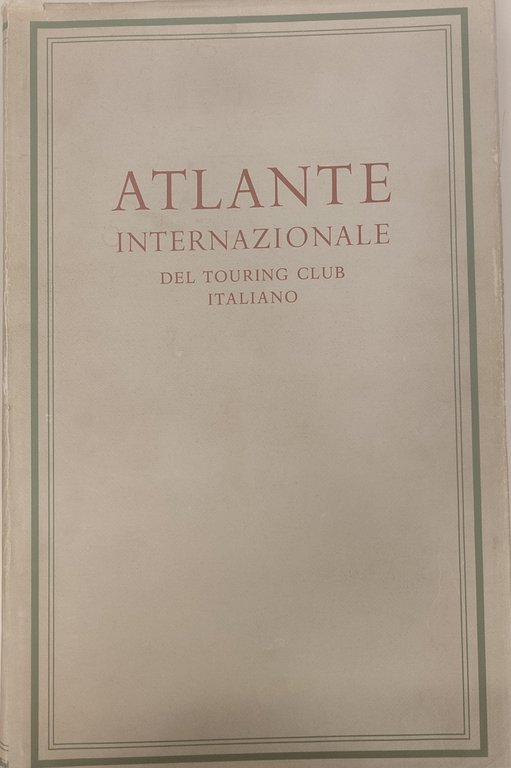 ATLANTE
INTERNAZIONALE
DEL TOURING CLUB
ITALIANO